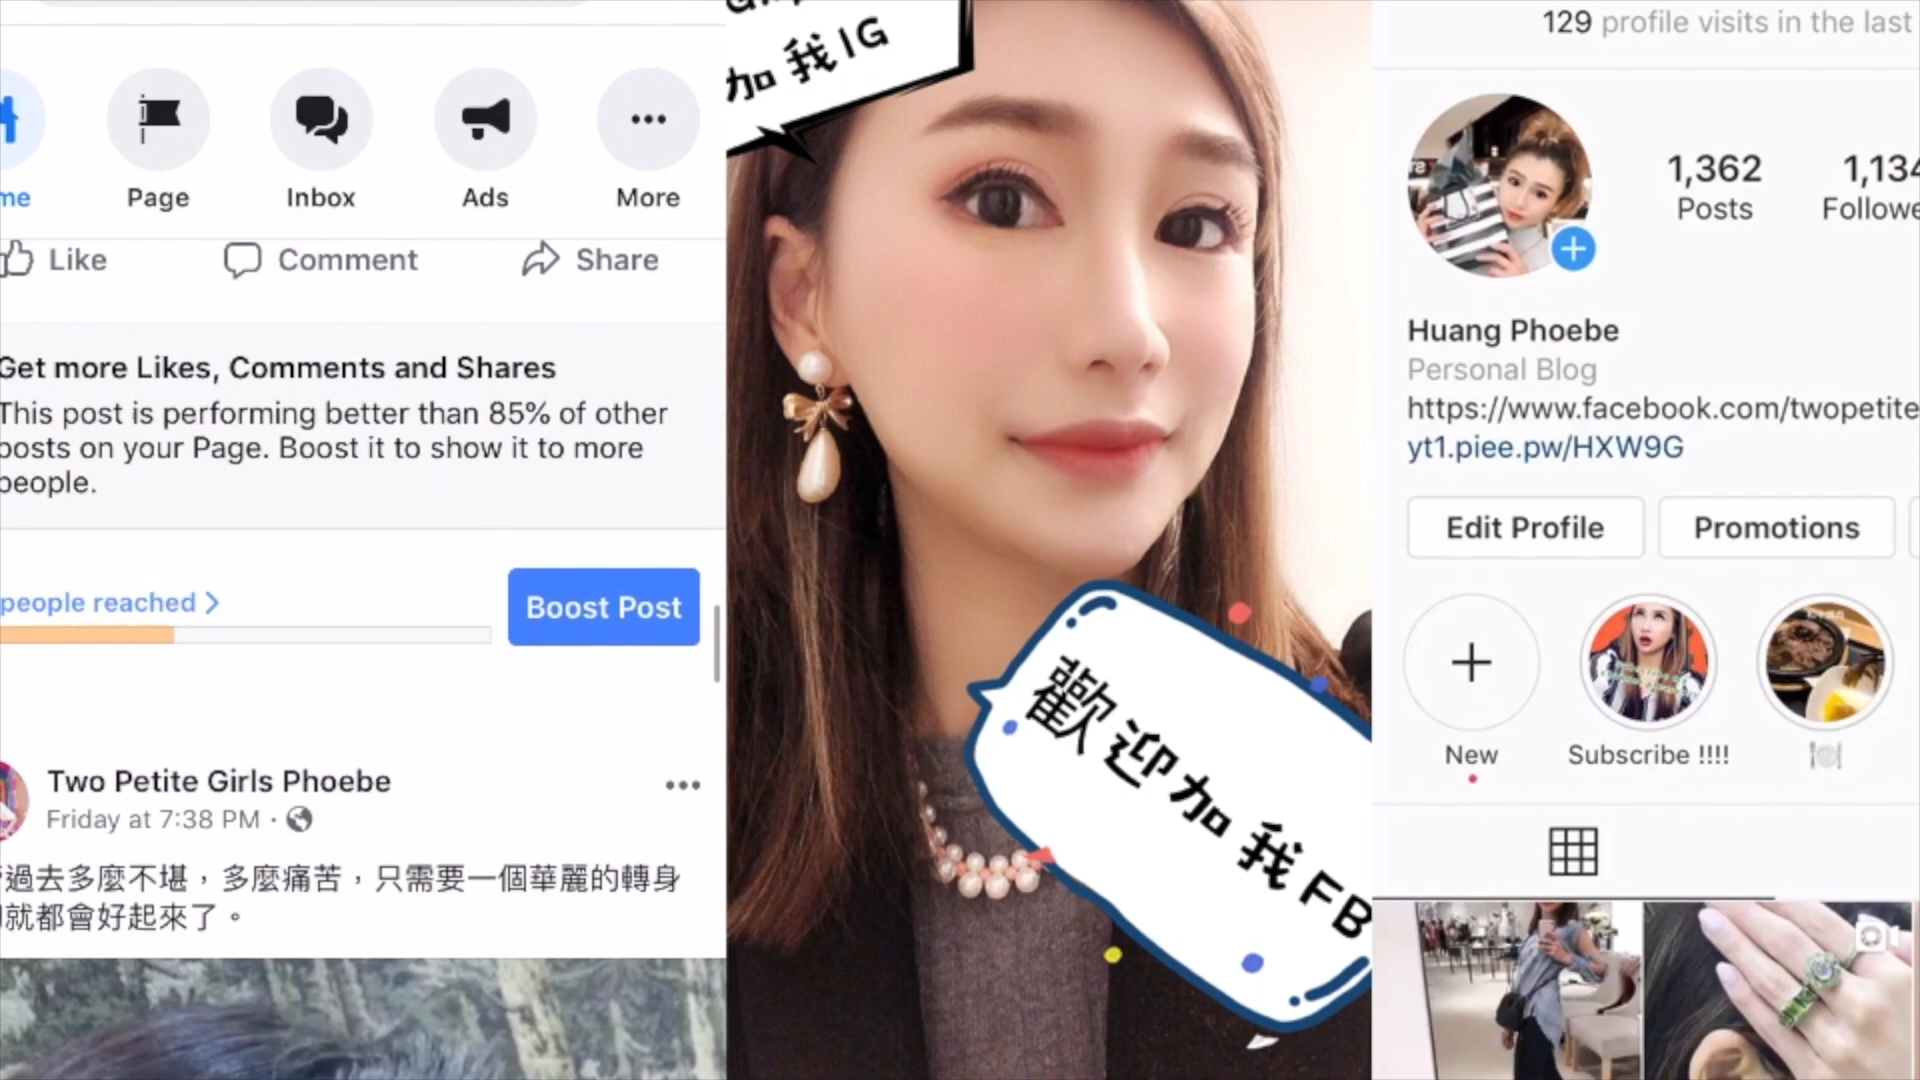 Page
Inbox
Ads
More
Like
Comment
Share
Get more Likes, Comments and Shares
This post is performing better than 85% of other
posts on your Page. Boost it to show it to more
people.
people reached
Boost Post
Two Petite Girls Phoebe
Friday at 7:38 PM
過去多麼不堪，多麼痛苦，只需要一個華麗的轉身
就都會好起來了。
加我IG
歡迎加我FB
129 profile visits in the last
1,362
Posts
1,134
Huang Phoebe
Personal Blog
https://www.facebook.com/twopetite
yt1.piee.pw/HXW9G
Edit Profile
Promotions
New
Subscribe !!!!